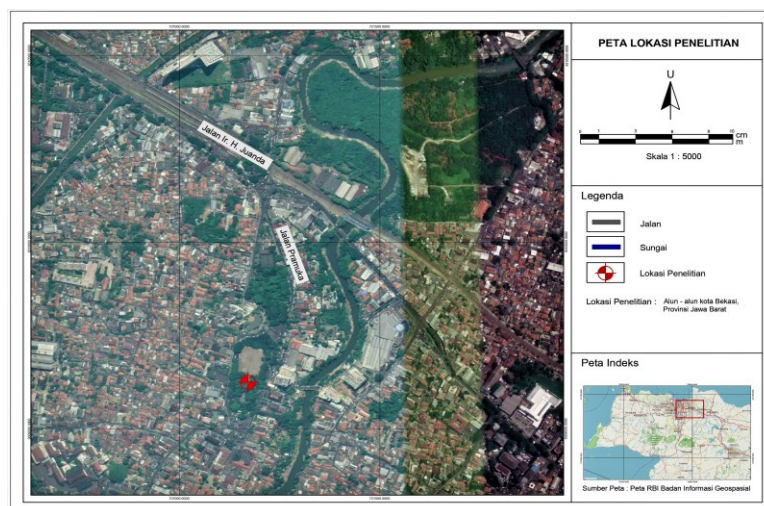 PETA LOKASI PENELITIAN
U
cm
m
Skala 1 : 5000
Legenda
Jalan
Sungai
Lokasi Penelitian
Lokasi Penelitian : Alun - alun kota Bekasi,
Provinsi Jawa Barat
Peta Indeks
Sumber Peta : Peta RBI Badan Informasi Geospasial
Jalan Ir. H. Juanda
Jalan Pramuka